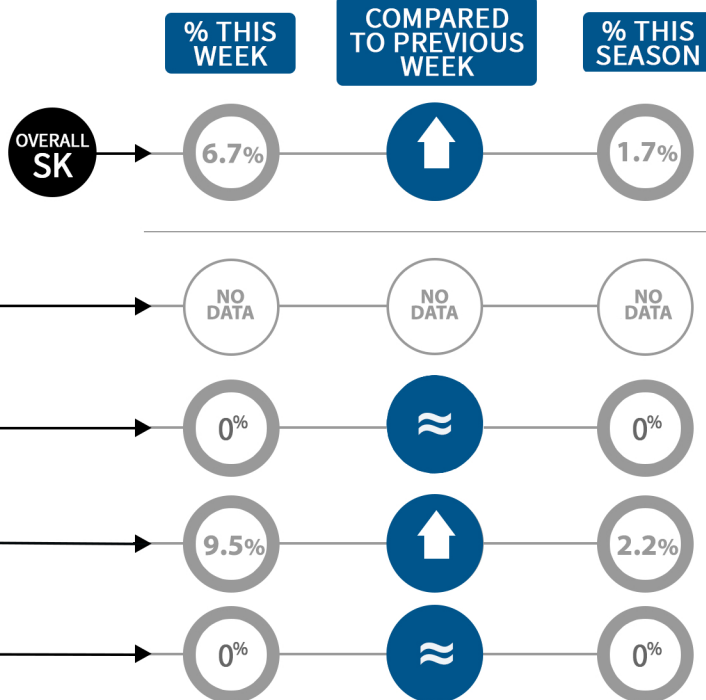 % THIS
WEEK
COMPARED
TO PREVIOUS
WEEK
% THIS
SEASON
OVERALL
SK
6.7%
1.7%
NO
DATA
NO
DATA
NO
DATA
0%
≈
0%
9.5%
2.2%
0%
≈
0%